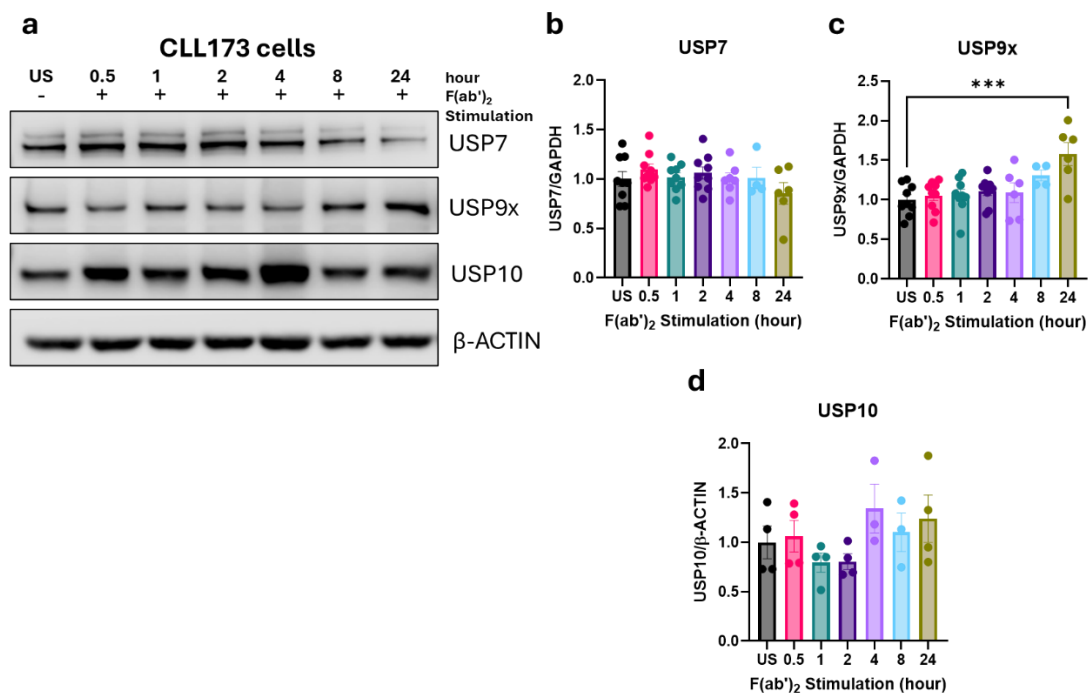 a
CLL173 cells
US 0.5 1 2 4 8 24 hour
- + + + + + + F(ab')₂
Stimulation
USP7
USP9x
USP10
β-ACTIN
b
USP7
USP7/GAPDH
2.0
1.5
1.0
0.5
0.0
US 0.5 1 2 4 8 24
F(ab')₂ Stimulation (hour)
c
USP9x
USP9x/GAPDH
2.5
2.0
1.5
1.0
0.5
0.0
***
US 0.5 1 2 4 8 24
F(ab')₂ Stimulation (hour)
d
USP10
USP10/β-ACTIN
2.0
1.5
1.0
0.5
0.0
US 0.5 1 2 4 8 24
F(ab')₂ Stimulation (hour)